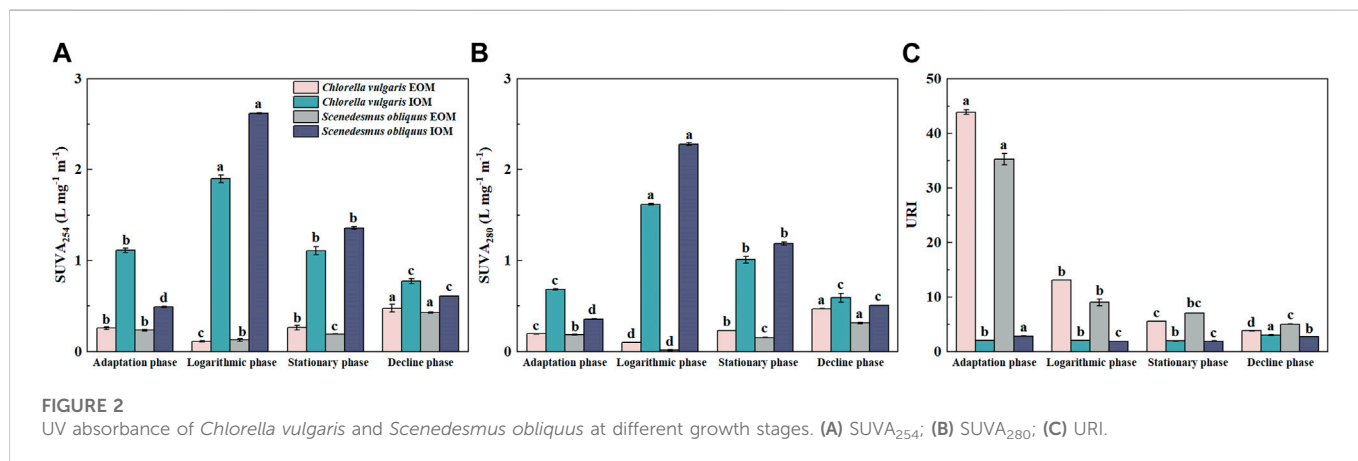 A
SUVA254 (L mg-1 m-1)
3
2
1
0
Chlorella vulgaris EOM
Chlorella vulgaris IOM
Scenedesmus obliquus EOM
Scenedesmus obliquus IOM
b b b d
c a b a
b b b b
a c a c
Adaptation phase Logarithmic phase Stationary phase Decline phase
B
SUVA280 (L mg-1 m-1)
3
2
1
0
c c b d
d a d a
b b c b
a c a c
Adaptation phase Logarithmic phase Stationary phase Decline phase
C
URI
50
40
30
20
10
0
a b a a
b b b c
c b bc c
d a c b
Adaptation phase Logarithmic phase Stationary phase Decline phase
FIGURE 2
UV absorbance of Chlorella vulgaris and Scenedesmus obliquus at different growth stages. (A) SUVA254; (B) SUVA280; (C) URI.